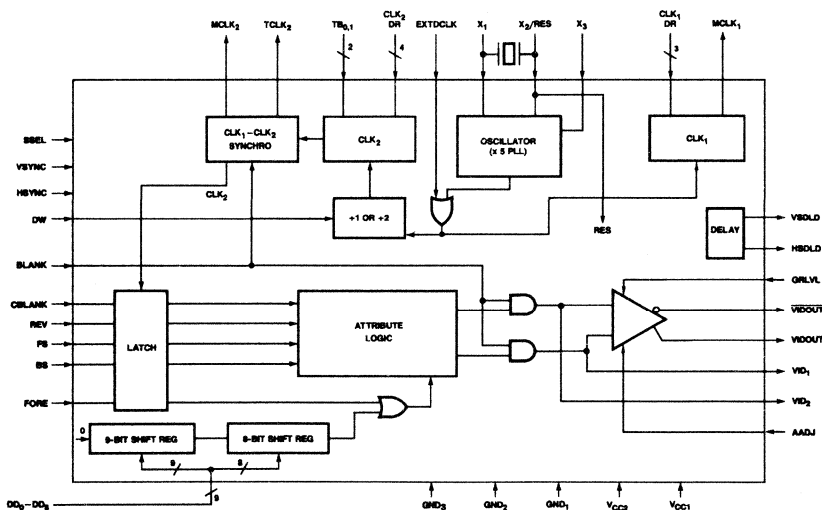 MCLK2 TCLK2 TB0,1 CLK2 DR EXTDCLK X1 X2/RES X3 CLK1 DR MCLK1
2 4 3
SSEL
VSYNC
HSYNC
DW
BLANK
CBLANK
REV
FS
BS
FORE
CLK1–CLK2
SYNCHRO
CLK2
OSCILLATOR
(x 5 PLL)
CLK1
CLK2
÷1 OR ÷2
RES
DELAY
VSDLD
HSDLD
GRLVL
VIDOUT
VIDOUT
VID1
VID2
AADJ
LATCH
ATTRIBUTE
LOGIC
0
9-BIT SHIFT REG
8-BIT SHIFT REG
9 8
9
DD0–DD8
GND3 GND2 GND1 VCC2 VCC1